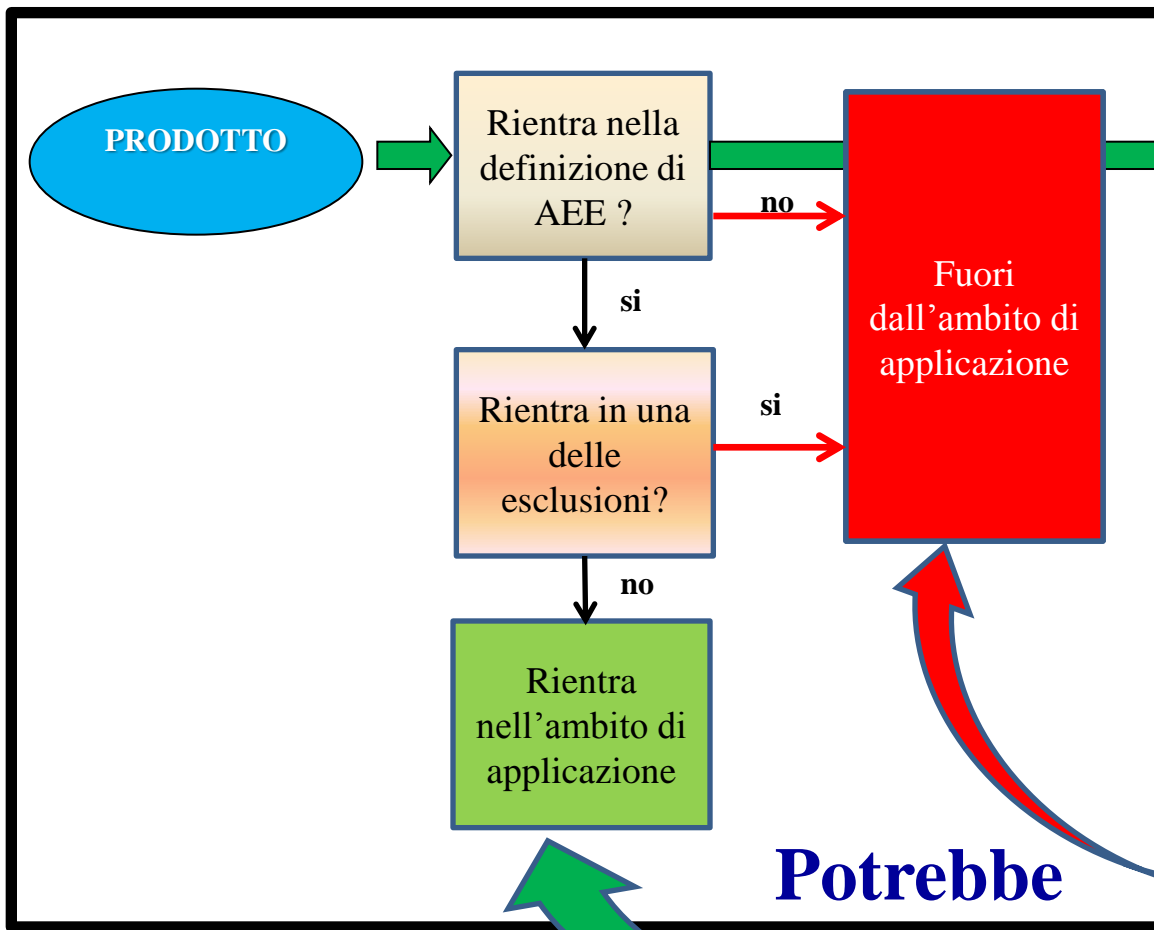 PRODOTTO
Rientra nella
definizione di
AEE ?
no
si
Fuori
dall’ambito di
applicazione
Rientra in una
delle
esclusioni?
si
no
Rientra
nell’ambito di
applicazione
Potrebbe